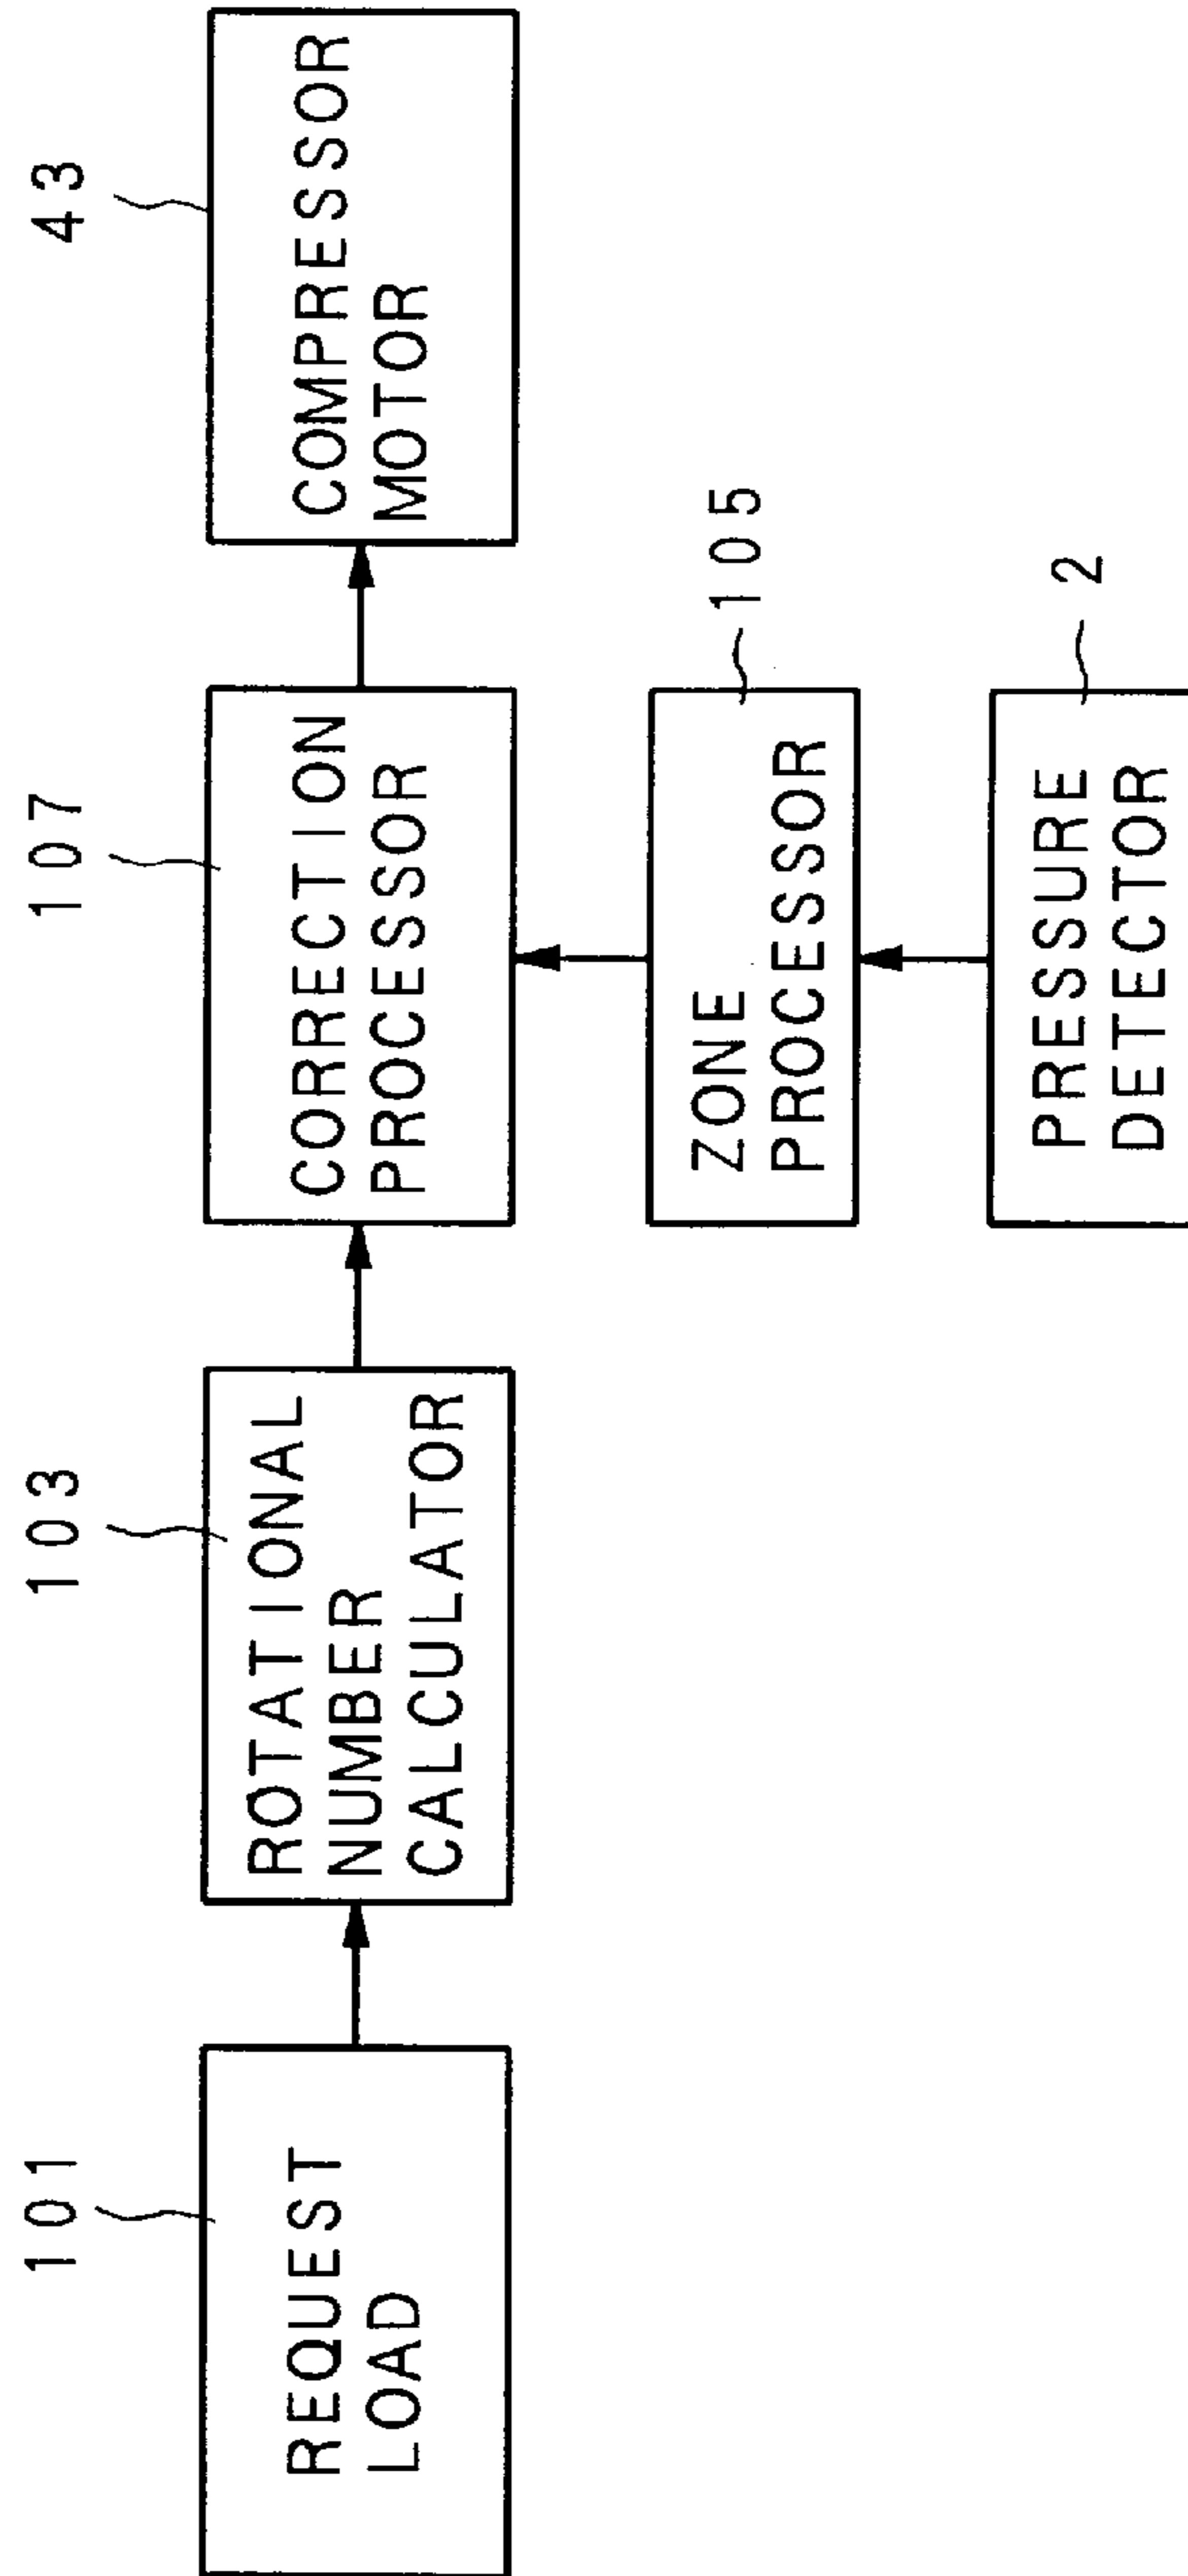 101
REQUEST
LOAD
103
ROTATIONAL
NUMBER
CALCULATOR
107
CORRECTION
PROCESSOR
43
COMPRESSOR
MOTOR
105
ZONE
PROCESSOR
2
PRESSURE
DETECTOR